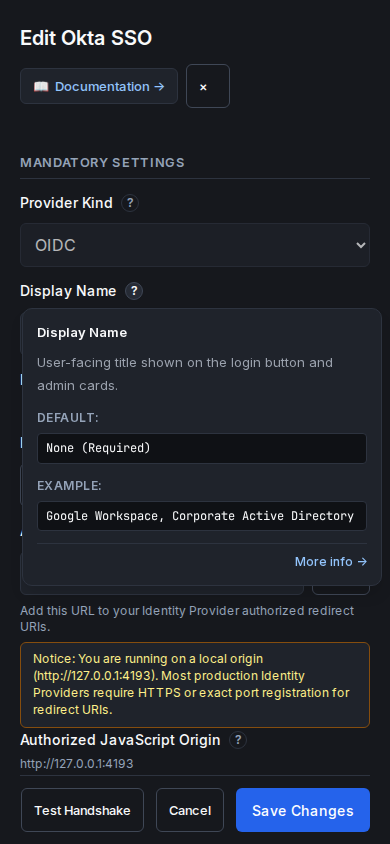 Edit Okta SSO
📖 Documentation →
×
MANDATORY SETTINGS
Provider Kind ?
OIDC
Display Name ?
Display Name
User-facing title shown on the login button and
admin cards.
DEFAULT:
None (Required)
EXAMPLE:
Google Workspace, Corporate Active Directory
More info →
Add this URL to your Identity Provider authorized redirect
URIs.
Notice: You are running on a local origin
(http://127.0.0.1:4193). Most production Identity
Providers require HTTPS or exact port registration for
redirect URIs.
Authorized JavaScript Origin ?
http://127.0.0.1:4193
Test Handshake
Cancel
Save Changes